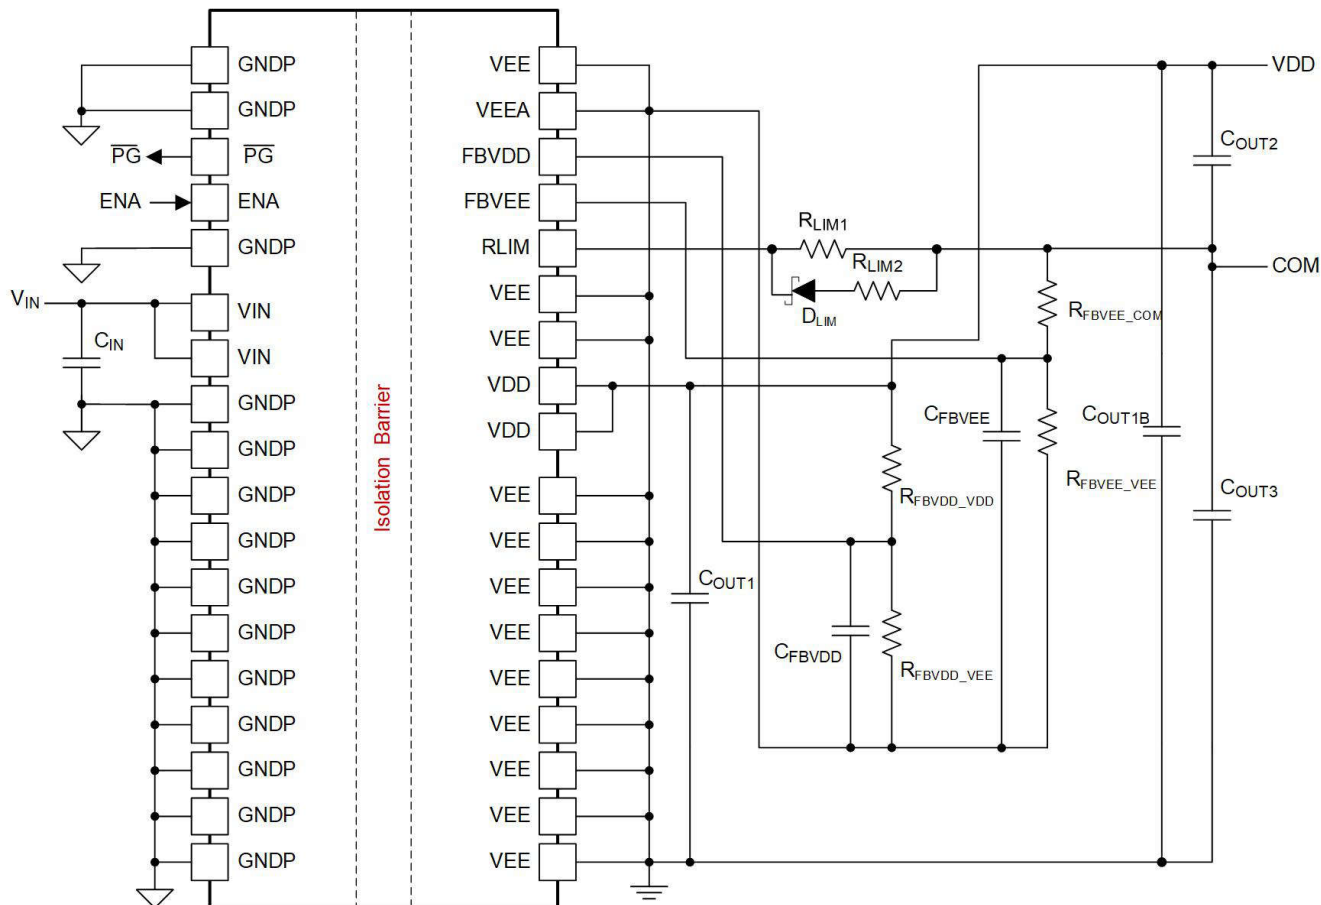 GNDP
VEE
VDD
GNDP
VEEA
COUT2
PG
PG
FBVDD
ENA
ENA
FBVEE
RLIM1
GNDP
RLIM
RLIM2
COM
VIN
VIN
VEE
DLIM
RFBVEE_COM
CIN
VIN
VEE
GNDP
VDD
Isolation Barrier
CFBVEE
COUT1B
GNDP
VDD
RFBVEE_VEE
GNDP
VEE
RFBVDD_VDD
COUT3
GNDP
VEE
GNDP
VEE
COUT1
GNDP
VEE
CFBVDD
GNDP
VEE
RFBVDD_VEE
GNDP
VEE
GNDP
VEE
GNDP
VEE
GNDP
VEE